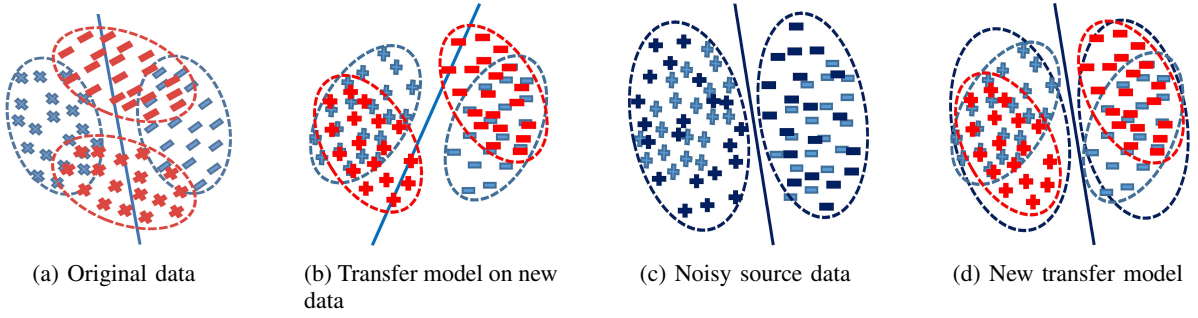 (a) Original data
(b) Transfer model on new
data
(c) Noisy source data
(d) New transfer model